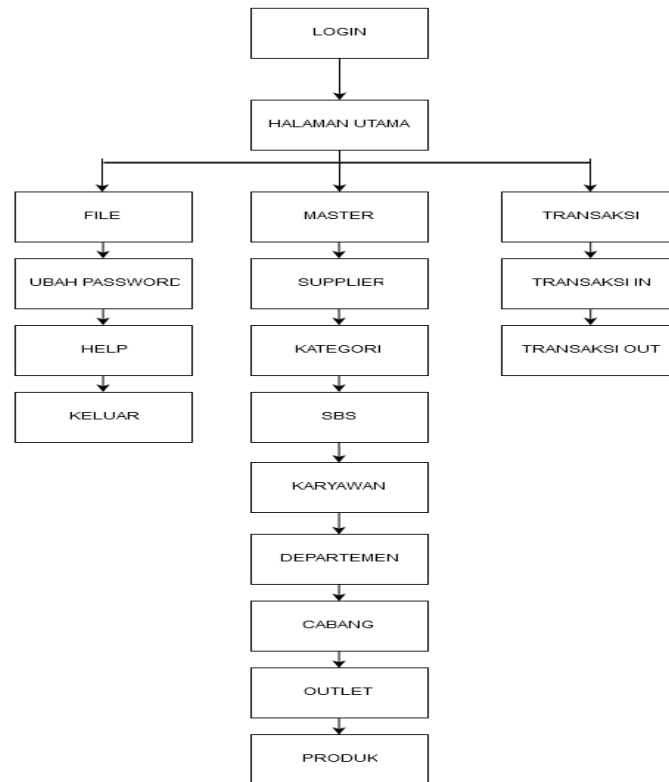 LOGIN
HALAMAN UTAMA
FILE
UBAH PASSWORD
HELP
KELUAR
MASTER
SUPPLIER
KATEGORI
SBS
KARYAWAN
DEPARTEMEN
CABANG
OUTLET
PRODUK
TRANSAKSI
TRANSAKSI IN
TRANSAKSI OUT